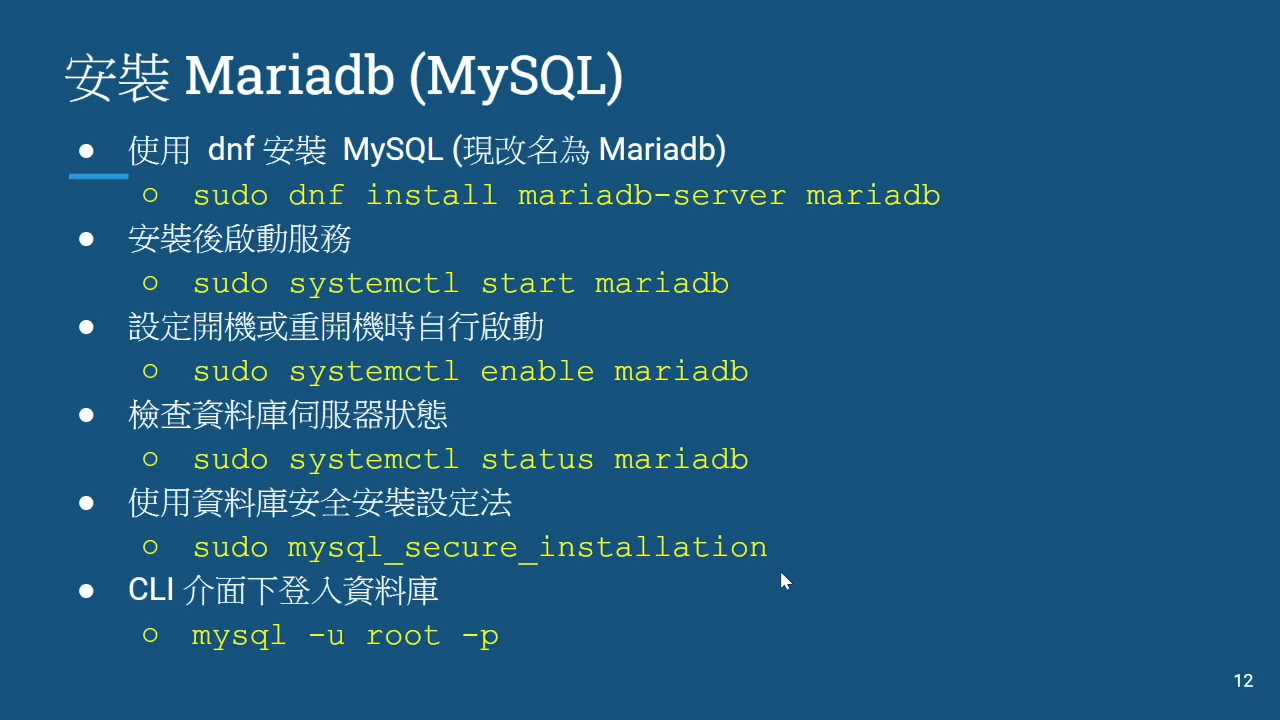 安裝 Mariadb (MySQL)
● 使用 dnf 安裝 MySQL (現改名為 Mariadb)
○ sudo dnf install mariadb-server mariadb
● 安裝後啟動服務
○ sudo systemctl start mariadb
● 設定開機或重開機時自行啟動
○ sudo systemctl enable mariadb
● 檢查資料庫伺服器狀態
○ sudo systemctl status mariadb
● 使用資料庫安全安裝設定法
○ sudo mysql_secure_installation
● CLI 介面下登入資料庫
○ mysql -u root -p
12